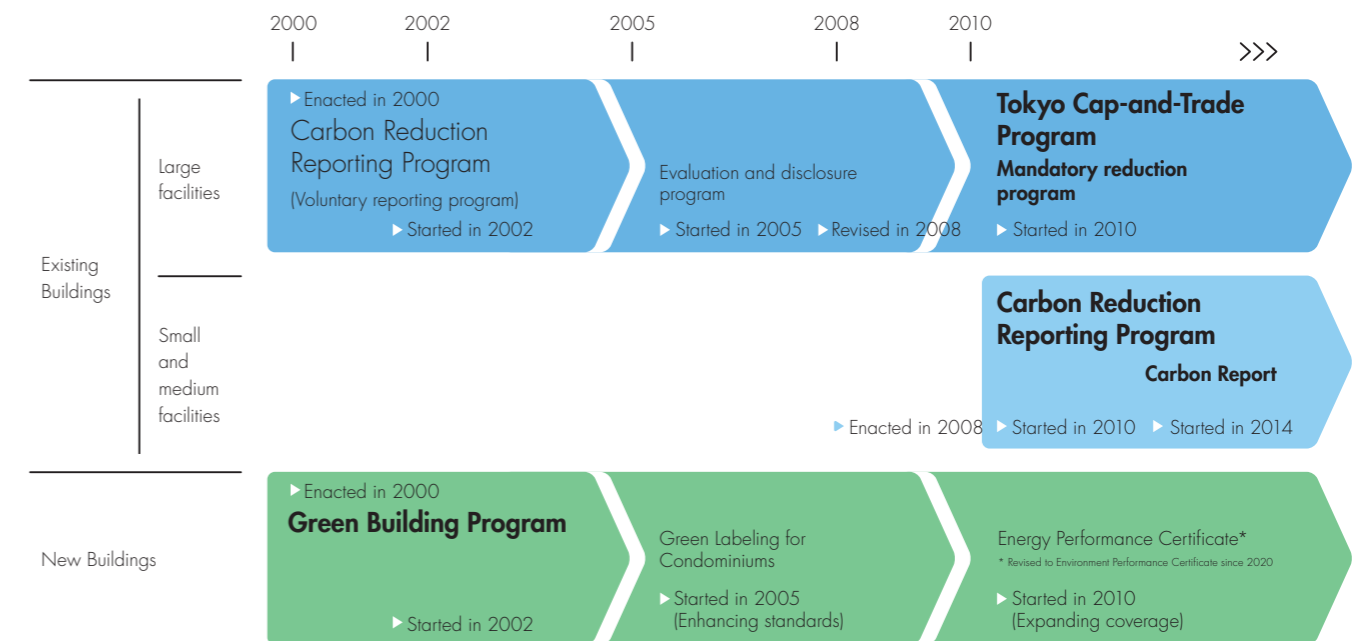 2000
2002
2005
2008
2010
>>>
Existing
Buildings
Large
facilities
Enacted in 2000
Carbon Reduction
Reporting Program
(Voluntary reporting program)
Started in 2002
Evaluation and disclosure
program
Started in 2005
Revised in 2008
Tokyo Cap-and-Trade
Program
Mandatory reduction
program
Started in 2010
Small
and
medium
facilities
Carbon Reduction
Reporting Program
Carbon Report
Enacted in 2008
Started in 2010
Started in 2014
New Buildings
Enacted in 2000
Green Building Program
Started in 2002
Green Labeling for
Condominiums
Started in 2005
(Enhancing standards)
Energy Performance Certificate*
* Revised to Environment Performance Certificate since 2020
Started in 2010
(Expanding coverage)